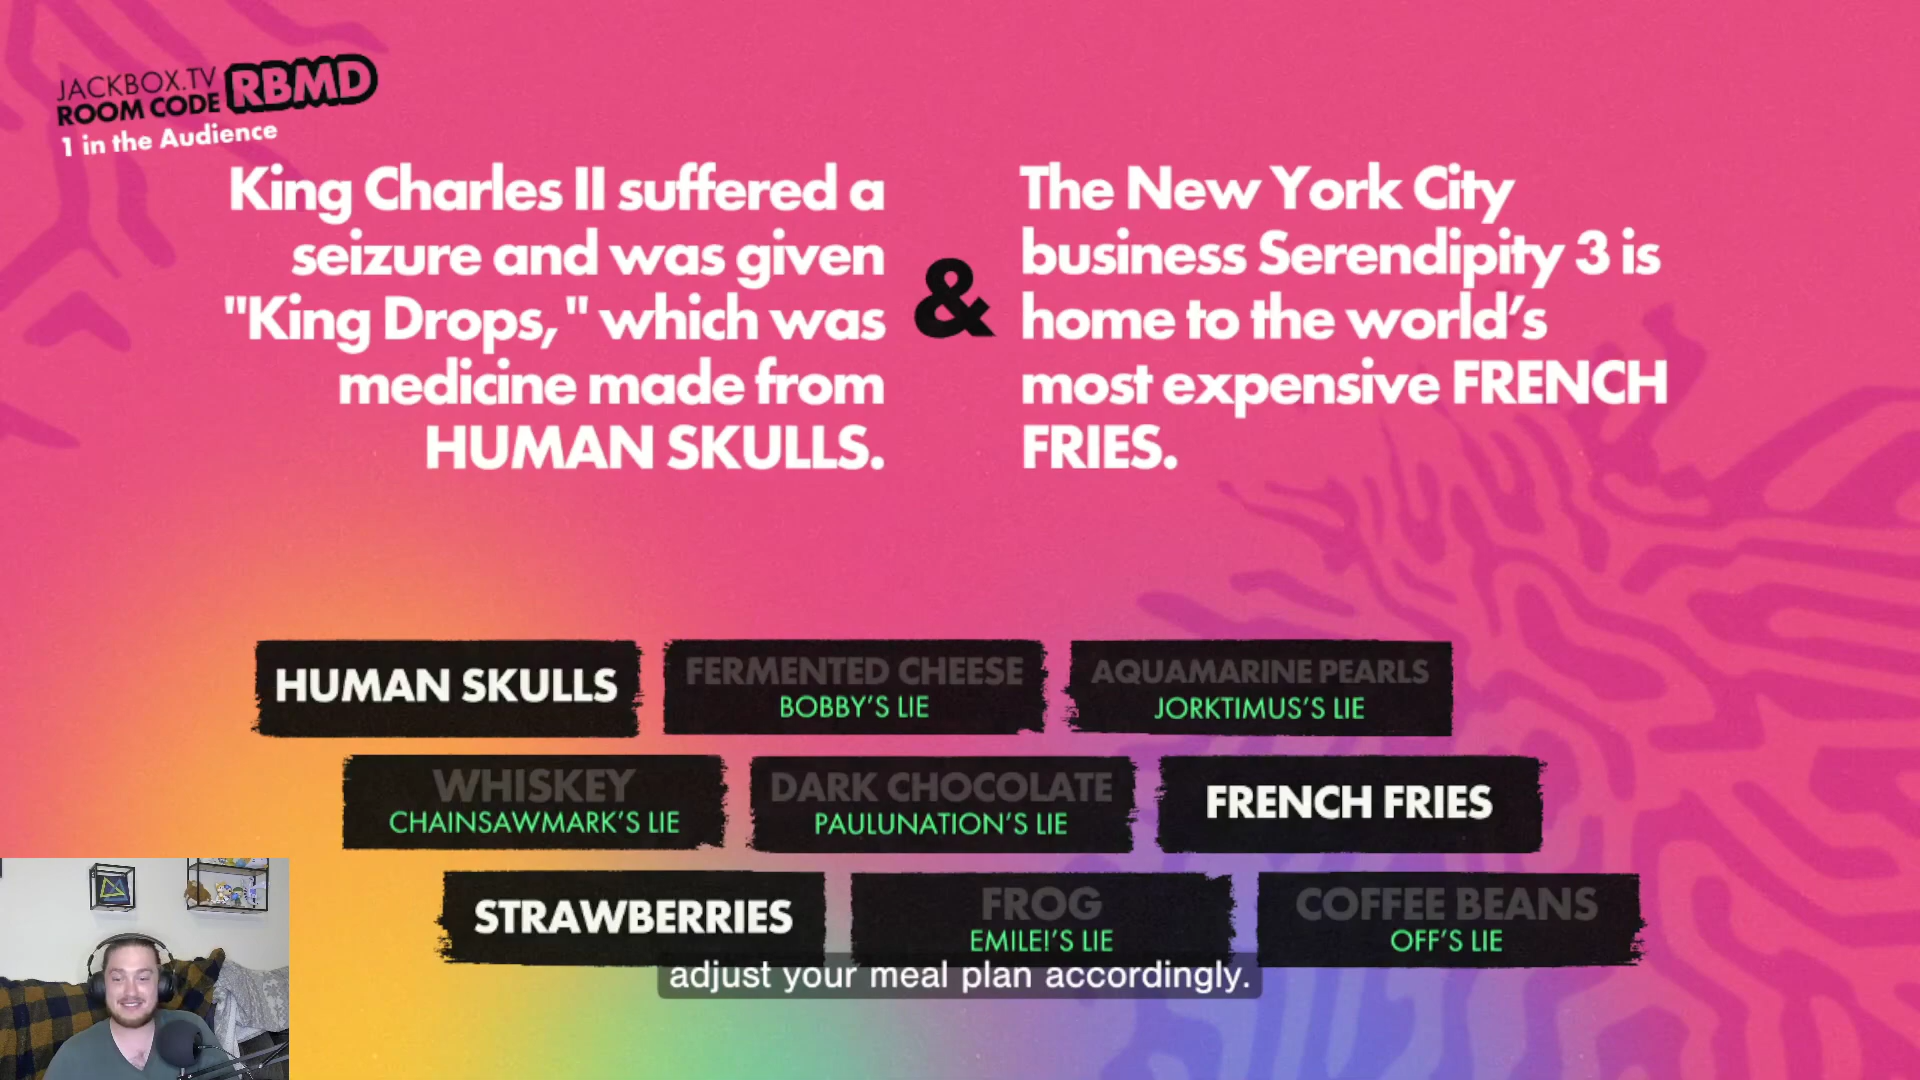 JACKBOX.TV
ROOM CODE
RBMD
1 in the Audience
King Charles II suffered a
seizure and was given
"King Drops," which was
medicine made from
HUMAN SKULLS.
&
The New York City
business Serendipity 3 is
home to the world's
most expensive FRENCH
FRIES.
HUMAN SKULLS
FERMENTED CHEESE
BOBBY'S LIE
AQUAMARINE PEARLS
JORKTIMUS'S LIE
WHISKEY
CHAINSAWMARK'S LIE
DARK CHOCOLATE
PAULUNATION'S LIE
FRENCH FRIES
STRAWBERRIES
FROG
EMILE!'S LIE
COFFEE BEANS
OFF'S LIE
adjust your meal plan accordingly.